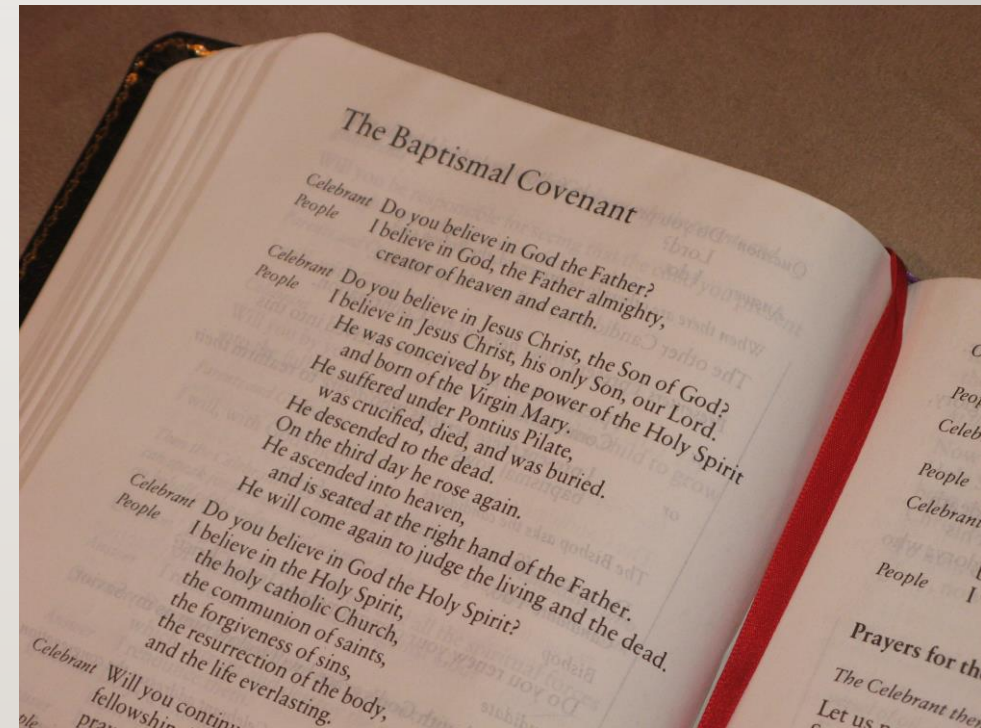 The Baptismal Covenant
Celebrant Do you believe in God the Father?
People I believe in God, the Father almighty,
creator of heaven and earth.
Celebrant Do you believe in Jesus Christ, the Son of God?
People I believe in Jesus Christ, his only Son, our Lord.
He was conceived by the power of the Holy Spirit
and born of the Virgin Mary.
He suffered under Pontius Pilate,
was crucified, died, and was buried.
He descended to the dead.
On the third day he rose again.
He ascended into heaven,
and is seated at the right hand of the Father.
He will come again to judge the living and the dead.
Celebrant Do you believe in God the Holy Spirit?
People I believe in the Holy Spirit,
the holy catholic Church,
the communion of saints,
the forgiveness of sins,
the resurrection of the body,
and the life everlasting.
Celebrant Will you
fellowship
People
Celebrant
People I
Prayers for
The Celebrant
Let us